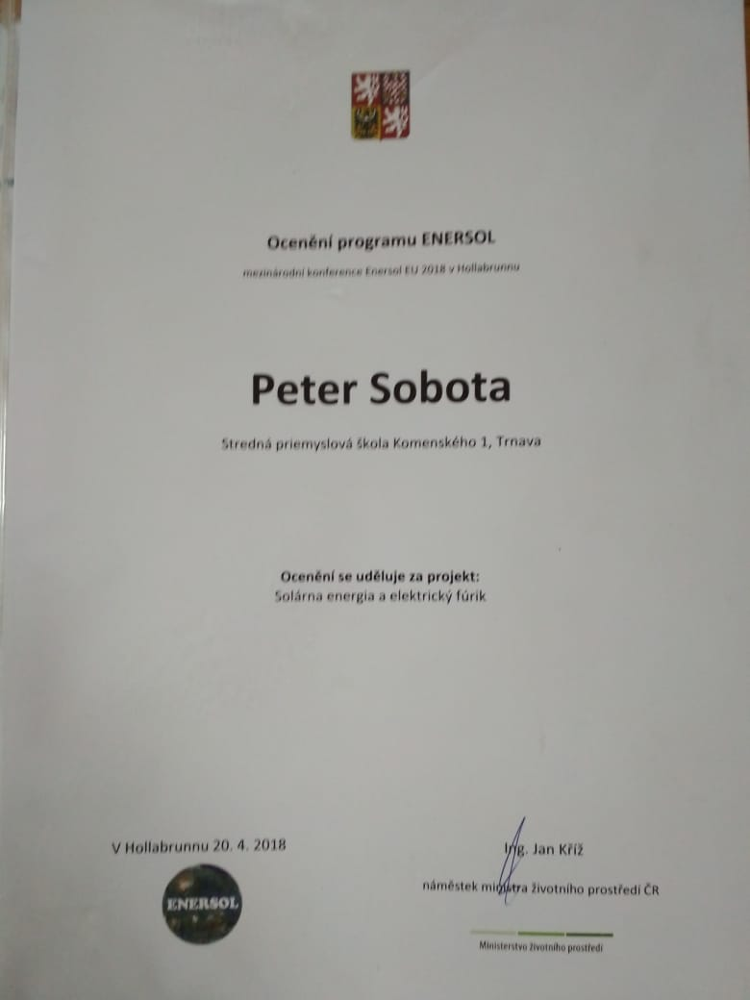 Ocenění programu ENERSOL
mezinárodní konference Enersol EU 2018 v Hollabrunnu
Peter Sobota
Stredná priemyslová škola Komenského 1, Trnava
Ocenění se uděluje za projekt:
Solárna energia a elektrický fúrik
V Hollabrunnu 20. 4. 2018
ENERSOL
Ing. Jan Kříž
náměstek ministra životního prostředí ČR
Ministerstvo životního prostředí